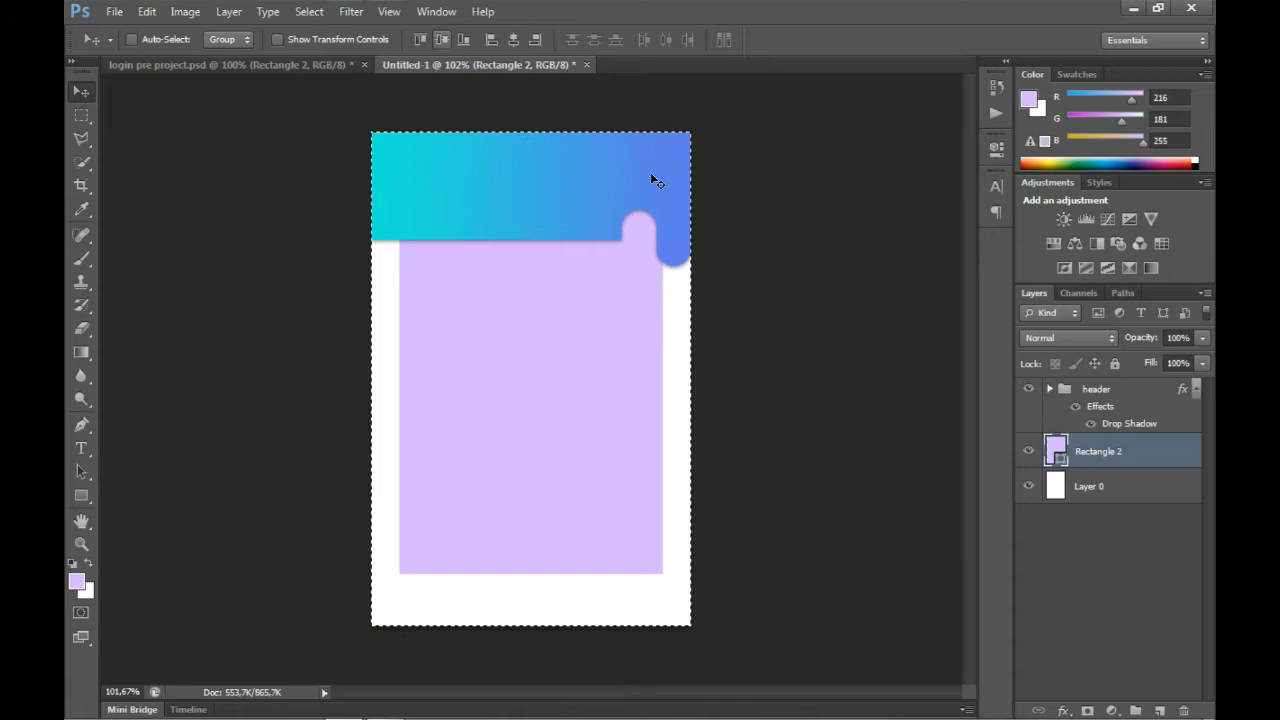 Ps File Edit Image Layer Type Select Filter View Window Help
Auto-Select: Group Show Transform Controls Essentials
login pre project.psd @ 100% (Rectangle 2, RGB/8) * × Untitled-1 @ 102% (Rectangle 2, RGB/8) * ×
Color Swatches
R 216
G 181
B 255
Adjustments Styles
Add an adjustment
Layers Channels Paths
Kind T
Normal Opacity: 100%
Lock: Fill: 100%
header fx
Effects
Drop Shadow
Rectangle 2
Layer 0
101,67% Doc: 553,7K/865,7K
Mini Bridge Timeline fx